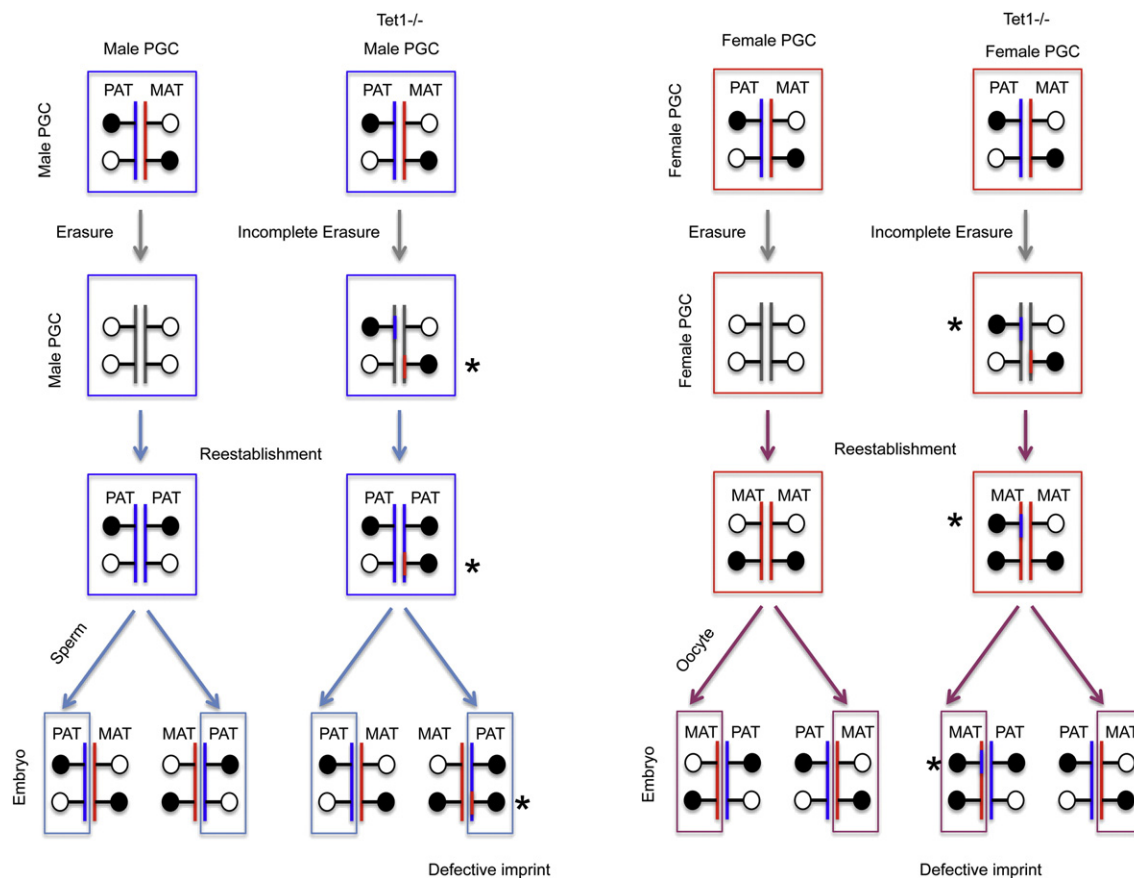 Tet1-/-
Male PGC
Male PGC
Male PGC
PAT MAT
PAT MAT
Erasure
Incomplete Erasure
Male PGC
*
Reestablishment
PAT PAT
PAT PAT
*
Sperm
Embryo
PAT MAT
MAT PAT
PAT MAT
MAT PAT
*
Defective imprint
Tet1-/-
Female PGC
Female PGC
Female PGC
PAT MAT
PAT MAT
Erasure
Incomplete Erasure
Female PGC
*
Reestablishment
MAT MAT
MAT MAT
*
Oocyte
Embryo
MAT PAT
PAT MAT
MAT PAT
PAT MAT
*
Defective imprint